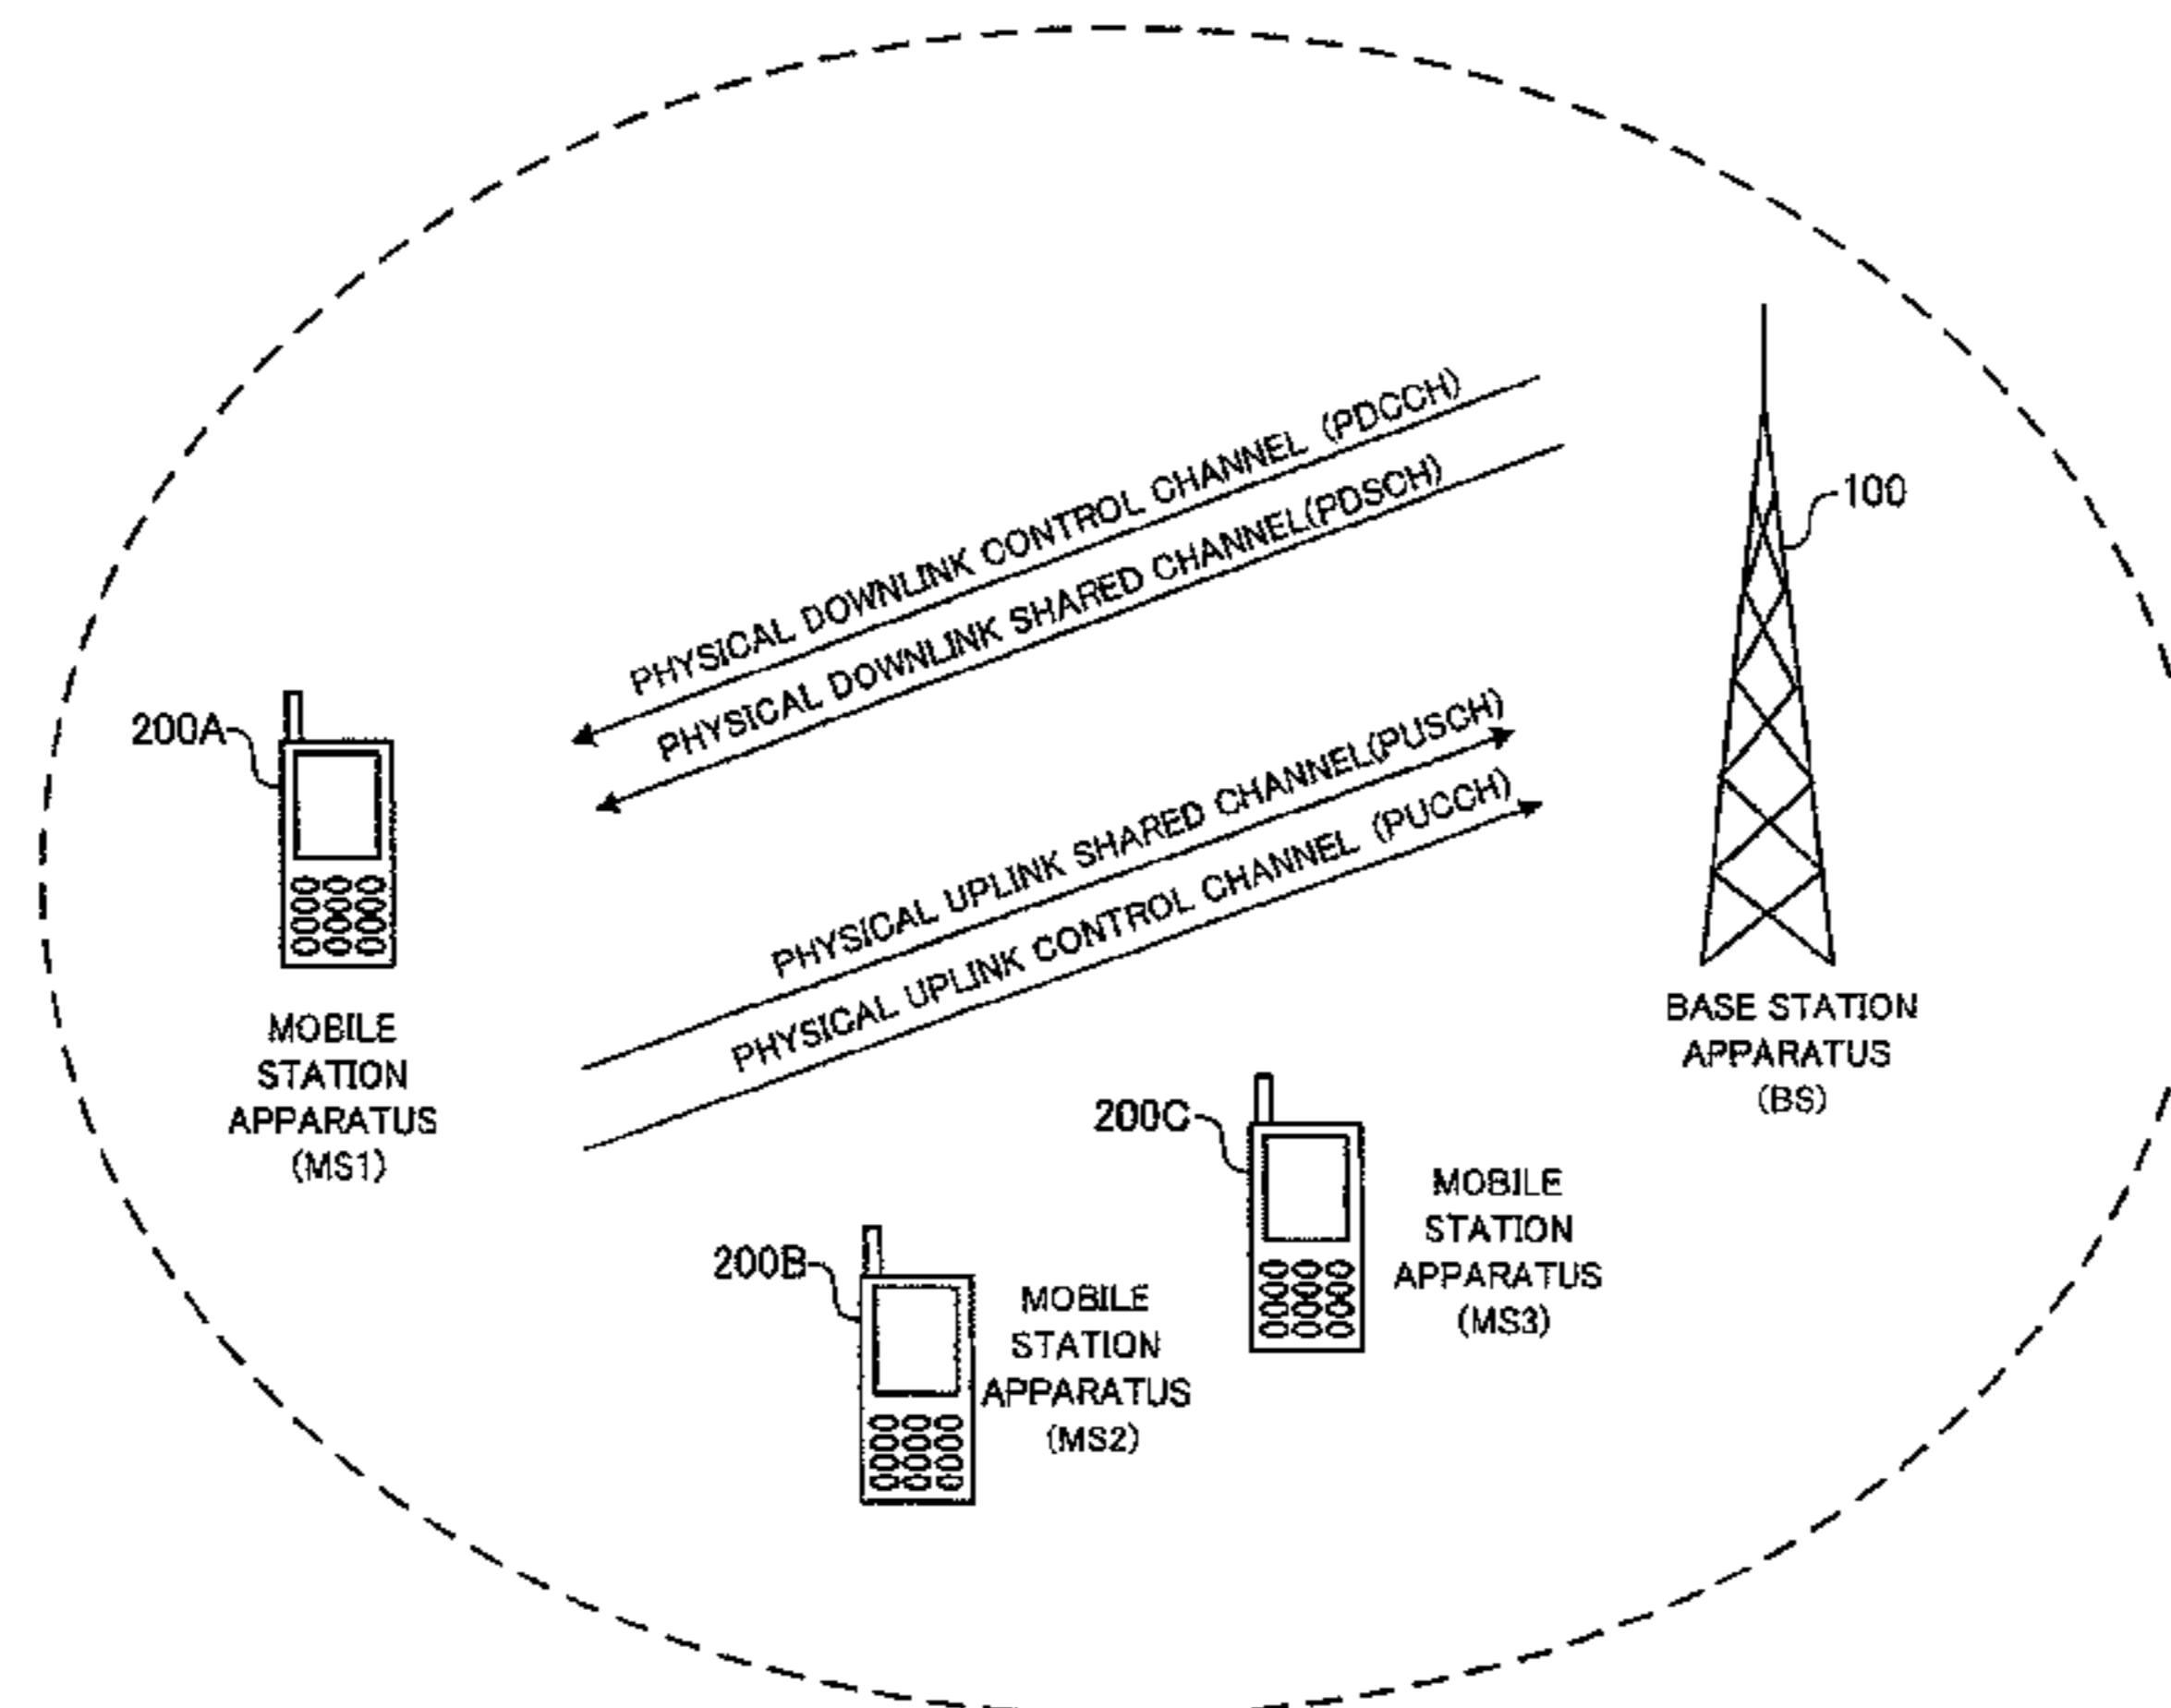 PHYSICAL DOWNLINK CONTROL CHANNEL (PDCCH)
PHYSICAL DOWNLINK SHARED CHANNEL(PDSCH)
100
200A
PHYSICAL UPLINK SHARED CHANNEL(PUSCH)
PHYSICAL UPLINK CONTROL CHANNEL (PUCCH)
MOBILE
STATION
APPARATUS
(MS1)
BASE STATION
APPARATUS
(BS)
200C
MOBILE
STATION
APPARATUS
(MS3)
200B
MOBILE
STATION
APPARATUS
(MS2)